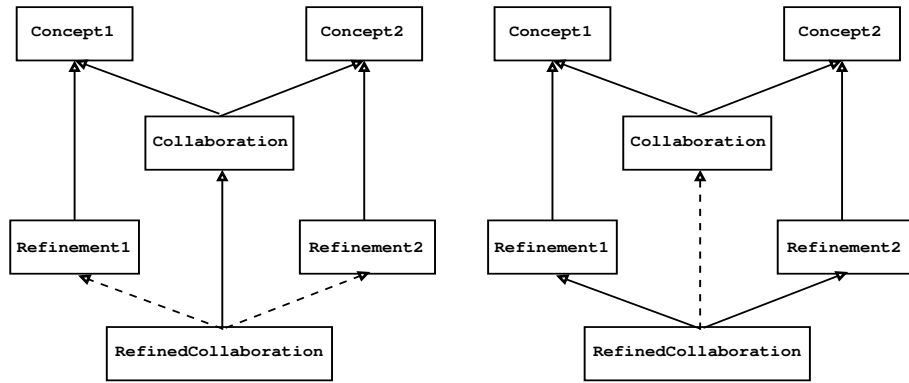 Concept1
Concept2
Collaboration
Refinement1
Refinement2
RefinedCollaboration
Concept1
Concept2
Collaboration
Refinement1
Refinement2
RefinedCollaboration